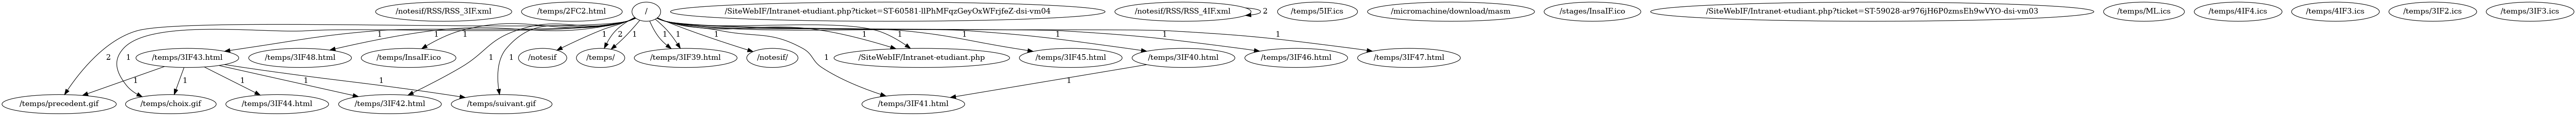 /notesif/RSS/RSS_3IF.xml
/temps/2FC2.html
/
/SiteWebIF/Intranet-etudiant.php?ticket=ST-60581-llPhMFqzGeyOxWFrjfeZ-dsi-vm04
/notesif/RSS/RSS_4IF.xml
2
/temps/5IF.ics
/micromachine/download/masm
/stages/InsaIF.ico
/SiteWebIF/Intranet-etudiant.php?ticket=ST-59028-ar976jH6P0zmsEh9wVYO-dsi-vm03
/temps/ML.ics
/temps/4IF4.ics
/temps/4IF3.ics
/temps/3IF2.ics
/temps/3IF3.ics
1
1
1
1
2
1
1
1
1
1
1
1
1
1
1
1
2
1
/temps/3IF43.html
/temps/3IF48.html
/temps/InsaIF.ico
1
1
/notesif
/temps/
/temps/3IF39.html
/notesif/
1
/SiteWebIF/Intranet-etudiant.php
/temps/3IF45.html
/temps/3IF40.html
/temps/3IF46.html
/temps/3IF47.html
1
1
1
1
1
1
/temps/precedent.gif
/temps/choix.gif
/temps/3IF44.html
/temps/3IF42.html
/temps/suivant.gif
/temps/3IF41.html